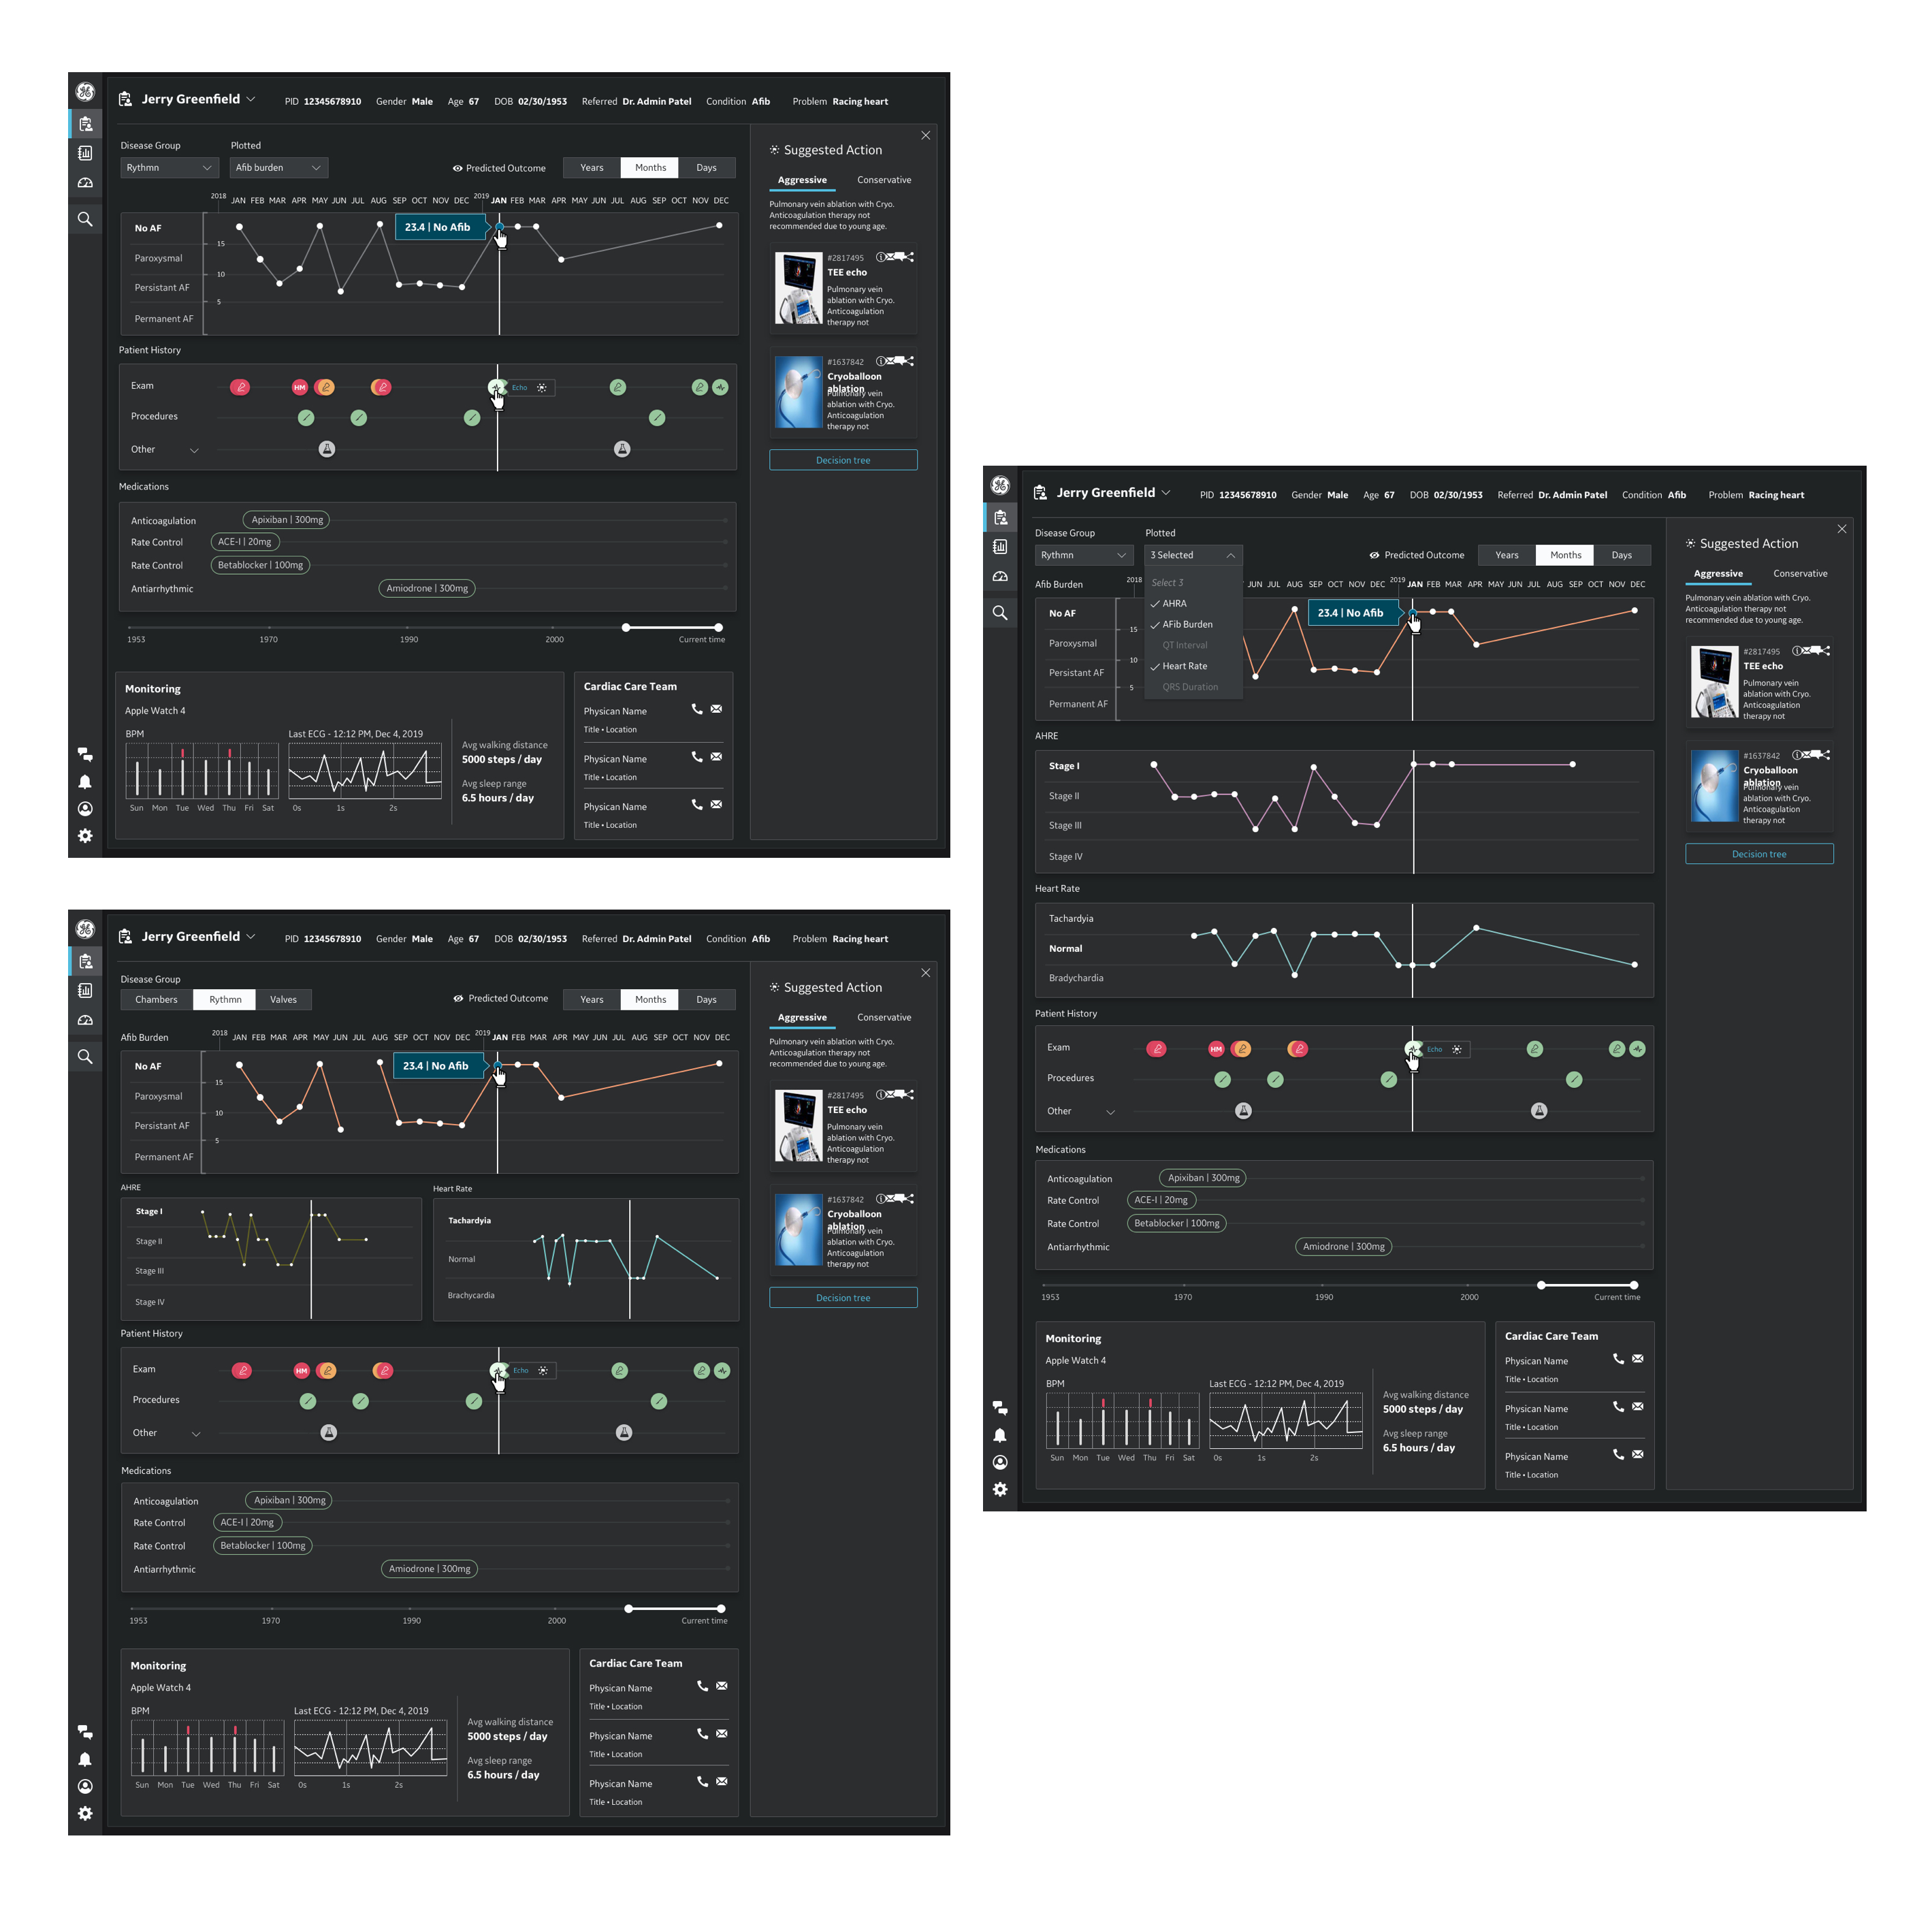 Jerry Greenfield
PID 12345678910 Gender Male Age 67 DOB 02/30/1953 Referred Dr. Admin Patel Condition Afib Problem Racing heart
Disease Group Plotted
Rythmn Afib burden Predicted Outcome Years Months Days
2018 JAN FEB MAR APR MAY JUN JUL AUG SEP OCT NOV DEC 2019 JAN FEB MAR APR MAY JUN JUL AUG SEP OCT NOV DEC
No AF 23.4 | No Afib
15
Paroxysmal
10
Persistant AF
5
Permanent AF
Patient History
Exam HM Echo
Procedures
Other
Medications
Anticoagulation Apixiban | 300mg
Rate Control ACE-I | 20mg
Rate Control Betablocker | 100mg
Antiarrhythmic Amiodrone | 300mg
1953 1970 1990 2000 Current time
Monitoring
Apple Watch 4
BPM Last ECG - 12:12 PM, Dec 4, 2019
Sun Mon Tue Wed Thu Fri Sat 0s 1s 2s
Avg walking distance
5000 steps / day
Avg sleep range
6.5 hours / day
Cardiac Care Team
Physican Name
Title • Location
Physican Name
Title • Location
Physican Name
Title • Location
Suggested Action
Aggressive Conservative
Pulmonary vein ablation with Cryo.
Anticoagulation therapy not
recommended due to young age.
#2817495
TEE echo
Pulmonary vein
ablation with Cryo.
Anticoagulation
therapy not
#1637842
Cryoballoon
ablation
Pulmonary vein
ablation with Cryo.
Anticoagulation
therapy not
Decision tree
Jerry Greenfield
PID 12345678910 Gender Male Age 67 DOB 02/30/1953 Referred Dr. Admin Patel Condition Afib Problem Racing heart
Disease Group Plotted
Rythmn 3 Selected Predicted Outcome Years Months Days
Select 3
AHRA
AFib Burden
QT Interval
Heart Rate
QRS Duration
Afib Burden 2018 JUN JUL AUG SEP OCT NOV DEC 2019 JAN FEB MAR APR MAY JUN JUL AUG SEP OCT NOV DEC
No AF 23.4 | No Afib
15
Paroxysmal
10
Persistant AF
5
Permanent AF
AHRE
Stage I
Stage II
Stage III
Stage IV
Heart Rate
Tachardyia
Normal
Bradychardia
Patient History
Exam HM Echo
Procedures
Other
Medications
Anticoagulation Apixiban | 300mg
Rate Control ACE-I | 20mg
Rate Control Betablocker | 100mg
Antiarrhythmic Amiodrone | 300mg
1953 1970 1990 2000 Current time
Monitoring
Apple Watch 4
BPM Last ECG - 12:12 PM, Dec 4, 2019
Sun Mon Tue Wed Thu Fri Sat 0s 1s 2s
Avg walking distance
5000 steps / day
Avg sleep range
6.5 hours / day
Cardiac Care Team
Physican Name
Title • Location
Physican Name
Title • Location
Physican Name
Title • Location
Suggested Action
Aggressive Conservative
Pulmonary vein ablation with Cryo.
Anticoagulation therapy not
recommended due to young age.
#2817495
TEE echo
Pulmonary vein
ablation with Cryo.
Anticoagulation
therapy not
#1637842
Cryoballoon
ablation
Pulmonary vein
ablation with Cryo.
Anticoagulation
therapy not
Decision tree
Jerry Greenfield
PID 12345678910 Gender Male Age 67 DOB 02/30/1953 Referred Dr. Admin Patel Condition Afib Problem Racing heart
Disease Group
Chambers Rythmn Valves Predicted Outcome Years Months Days
Afib Burden 2018 JAN FEB MAR APR MAY JUN JUL AUG SEP OCT NOV DEC 2019 JAN FEB MAR APR MAY JUN JUL AUG SEP OCT NOV DEC
No AF 23.4 | No Afib
15
Paroxysmal
10
Persistant AF
5
Permanent AF
AHRE
Stage I
Stage II
Stage III
Stage IV
Heart Rate
Tachardyia
Normal
Brachycardia
Patient History
Exam HM Echo
Procedures
Other
Medications
Anticoagulation Apixiban | 300mg
Rate Control ACE-I | 20mg
Rate Control Betablocker | 100mg
Antiarrhythmic Amiodrone | 300mg
1953 1970 1990 2000 Current time
Monitoring
Apple Watch 4
BPM Last ECG - 12:12 PM, Dec 4, 2019
Sun Mon Tue Wed Thu Fri Sat 0s 1s 2s
Avg walking distance
5000 steps / day
Avg sleep range
6.5 hours / day
Cardiac Care Team
Physican Name
Title • Location
Physican Name
Title • Location
Physican Name
Title • Location
Suggested Action
Aggressive Conservative
Pulmonary vein ablation with Cryo.
Anticoagulation therapy not
recommended due to young age.
#2817495
TEE echo
Pulmonary vein
ablation with Cryo.
Anticoagulation
therapy not
#1637842
Cryoballoon
ablation
Pulmonary vein
ablation with Cryo.
Anticoagulation
therapy not
Decision tree